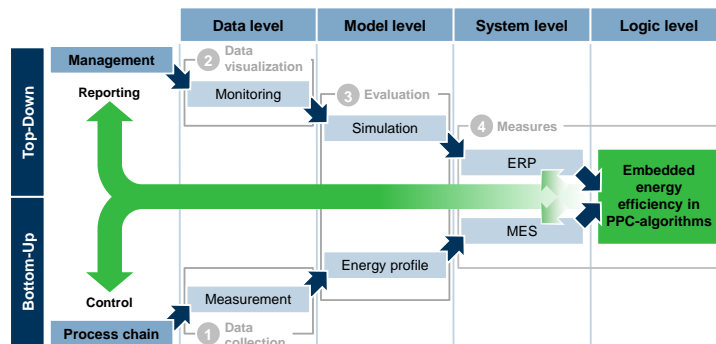 Data level
Model level
System level
Logic level
Top-Down
Management
2 Data
visualization
Monitoring
Reporting
3 Evaluation
Simulation
4 Measures
ERP
Embedded
energy
efficiency in
PPC-algorithms
Bottom-Up
MES
Energy profile
Control
Measurement
Process chain
1 Data
collection